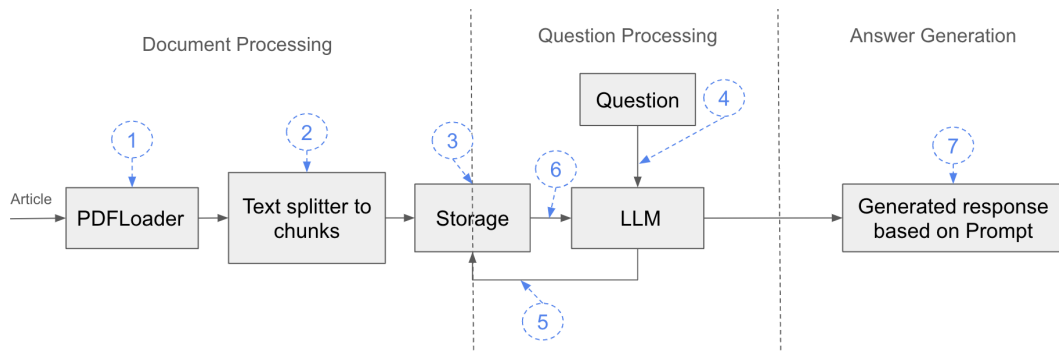 Document Processing
Question Processing
Answer Generation
Question
4
1
2
3
6
7
Article
PDFLoader
Text splitter to
chunks
Storage
LLM
Generated response
based on Prompt
5